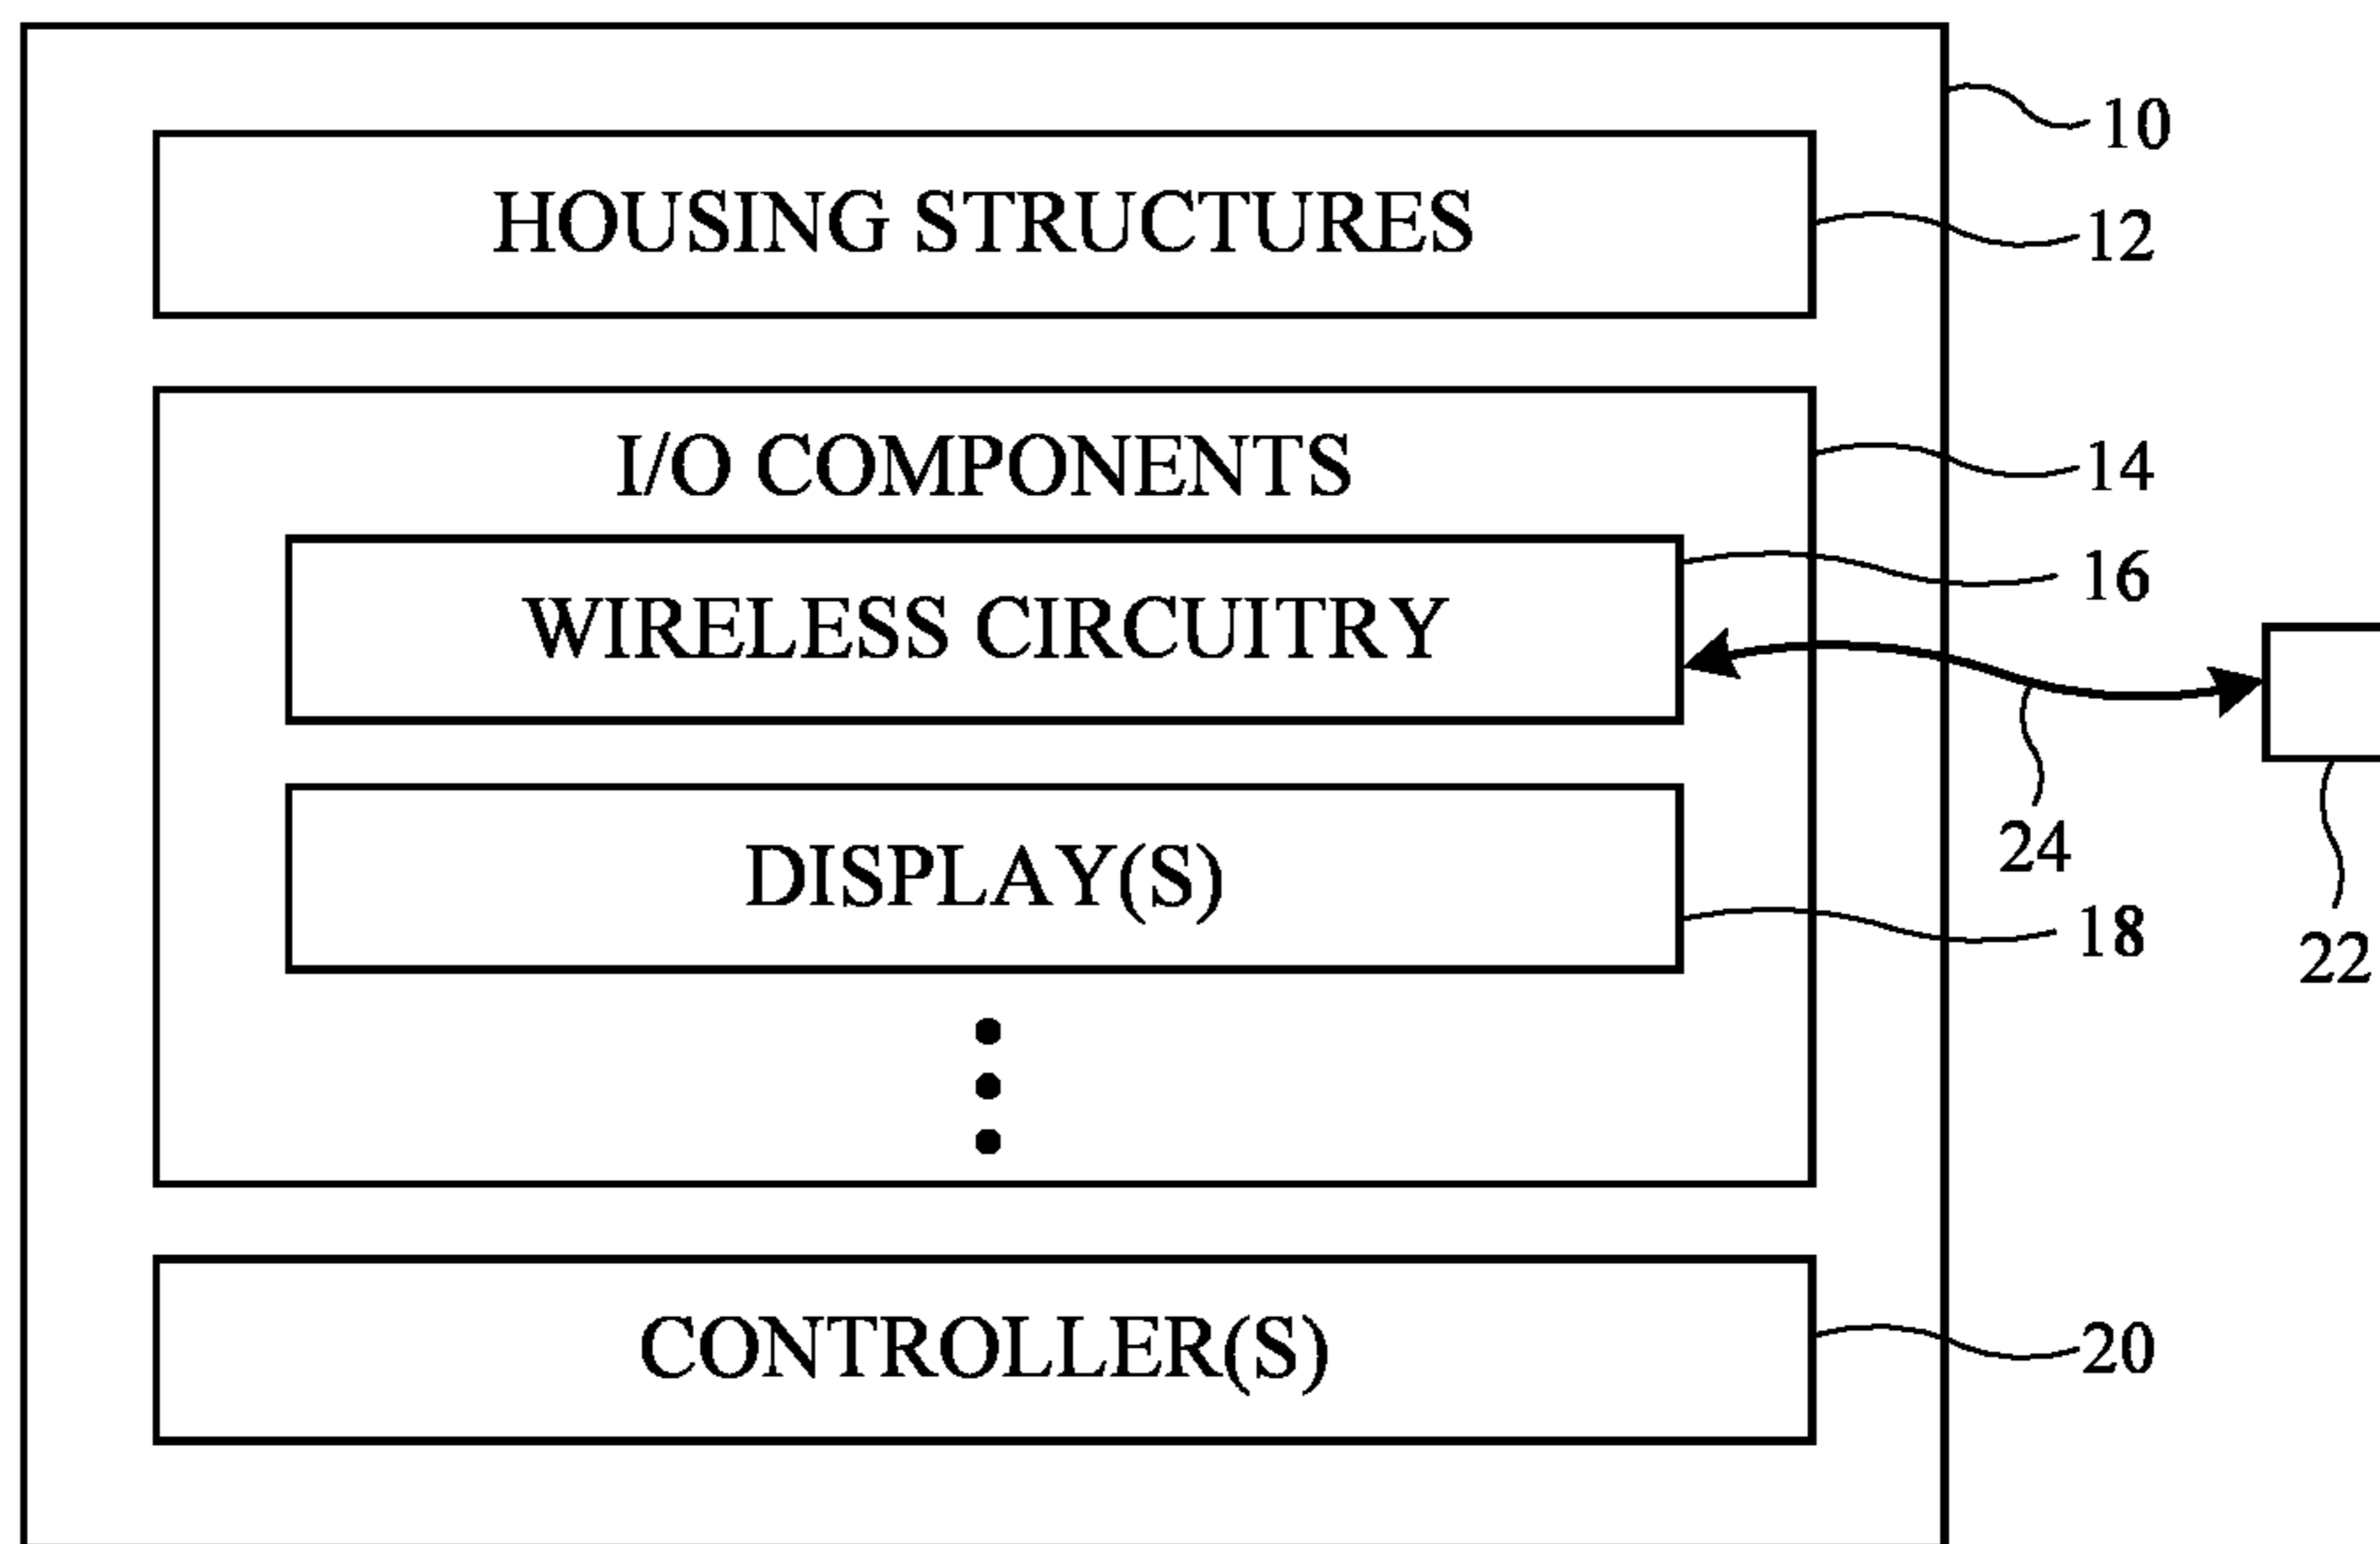 10
HOUSING STRUCTURES
12
I/O COMPONENTS
14
16
WIRELESS CIRCUITRY
24
DISPLAY(S)
18
22
CONTROLLER(S)
20